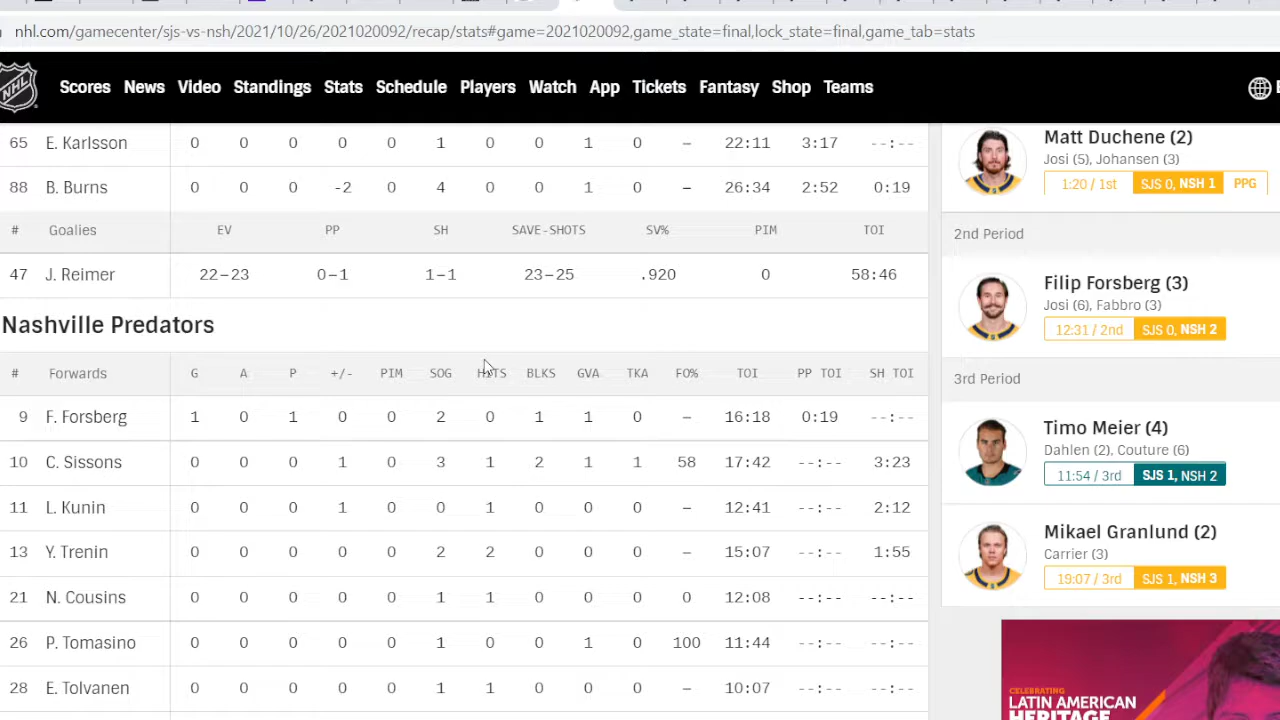 nhl.com/gamecenter/sjs-vs-nsh/2021/10/26/2021020092/recap/stats#game=2021020092,game_state=final,lock_state=final,game_tab=stats
NHL Scores News Video Standings Stats Schedule Players Watch App Tickets Fantasy Shop Teams
65 E. Karlsson 0 0 0 0 0 1 0 0 1 0 – 22:11 3:17 --:--
88 B. Burns 0 0 0 -2 0 4 0 0 1 0 – 26:34 2:52 0:19
# Goalies EV PP SH SAVE-SHOTS SV% PIM TOI
47 J. Reimer 22–23 0–1 1–1 23–25 .920 0 58:46
Nashville Predators
# Forwards G A P +/- PIM SOG HITS BLKS GVA TKA FO% TOI PP TOI SH TOI
9 F. Forsberg 1 0 1 0 0 2 0 1 1 0 – 16:18 0:19 --:--
10 C. Sissons 0 0 0 1 0 3 1 2 1 1 58 17:42 --:-- 3:23
11 L. Kunin 0 0 0 1 0 0 1 0 0 0 – 12:41 --:-- 2:12
13 Y. Trenin 0 0 0 0 0 2 2 0 0 0 – 15:07 --:-- 1:55
21 N. Cousins 0 0 0 0 0 1 1 0 0 0 0 12:08 --:-- --:--
26 P. Tomasino 0 0 0 0 0 1 0 0 1 0 100 11:44 --:-- --:--
28 E. Tolvanen 0 0 0 0 0 1 1 0 0 0 – 10:07 --:-- --:--
Matt Duchene (2)
Josi (5), Johansen (3)
1:20 / 1st SJS 0, NSH 1 PPG
2nd Period
Filip Forsberg (3)
Josi (6), Fabbro (3)
12:31 / 2nd SJS 0, NSH 2
3rd Period
Timo Meier (4)
Dahlen (2), Couture (6)
11:54 / 3rd SJS 1, NSH 2
Mikael Granlund (2)
Carrier (3)
19:07 / 3rd SJS 1, NSH 3
CELEBRATING
LATIN AMERICAN
HERITAGE